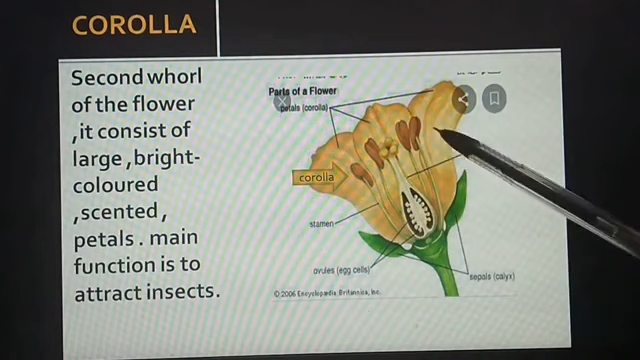 COROLLA
Second whorl
of the flower
,it consist of
large ,bright-
coloured
,scented ,
petals . main
function is to
attract insects.
Parts of a Flower
petals (corolla)
corolla
stamen
ovules (egg cells)
sepals (calyx)
© 2006 Encyclopædia Britannica, Inc.